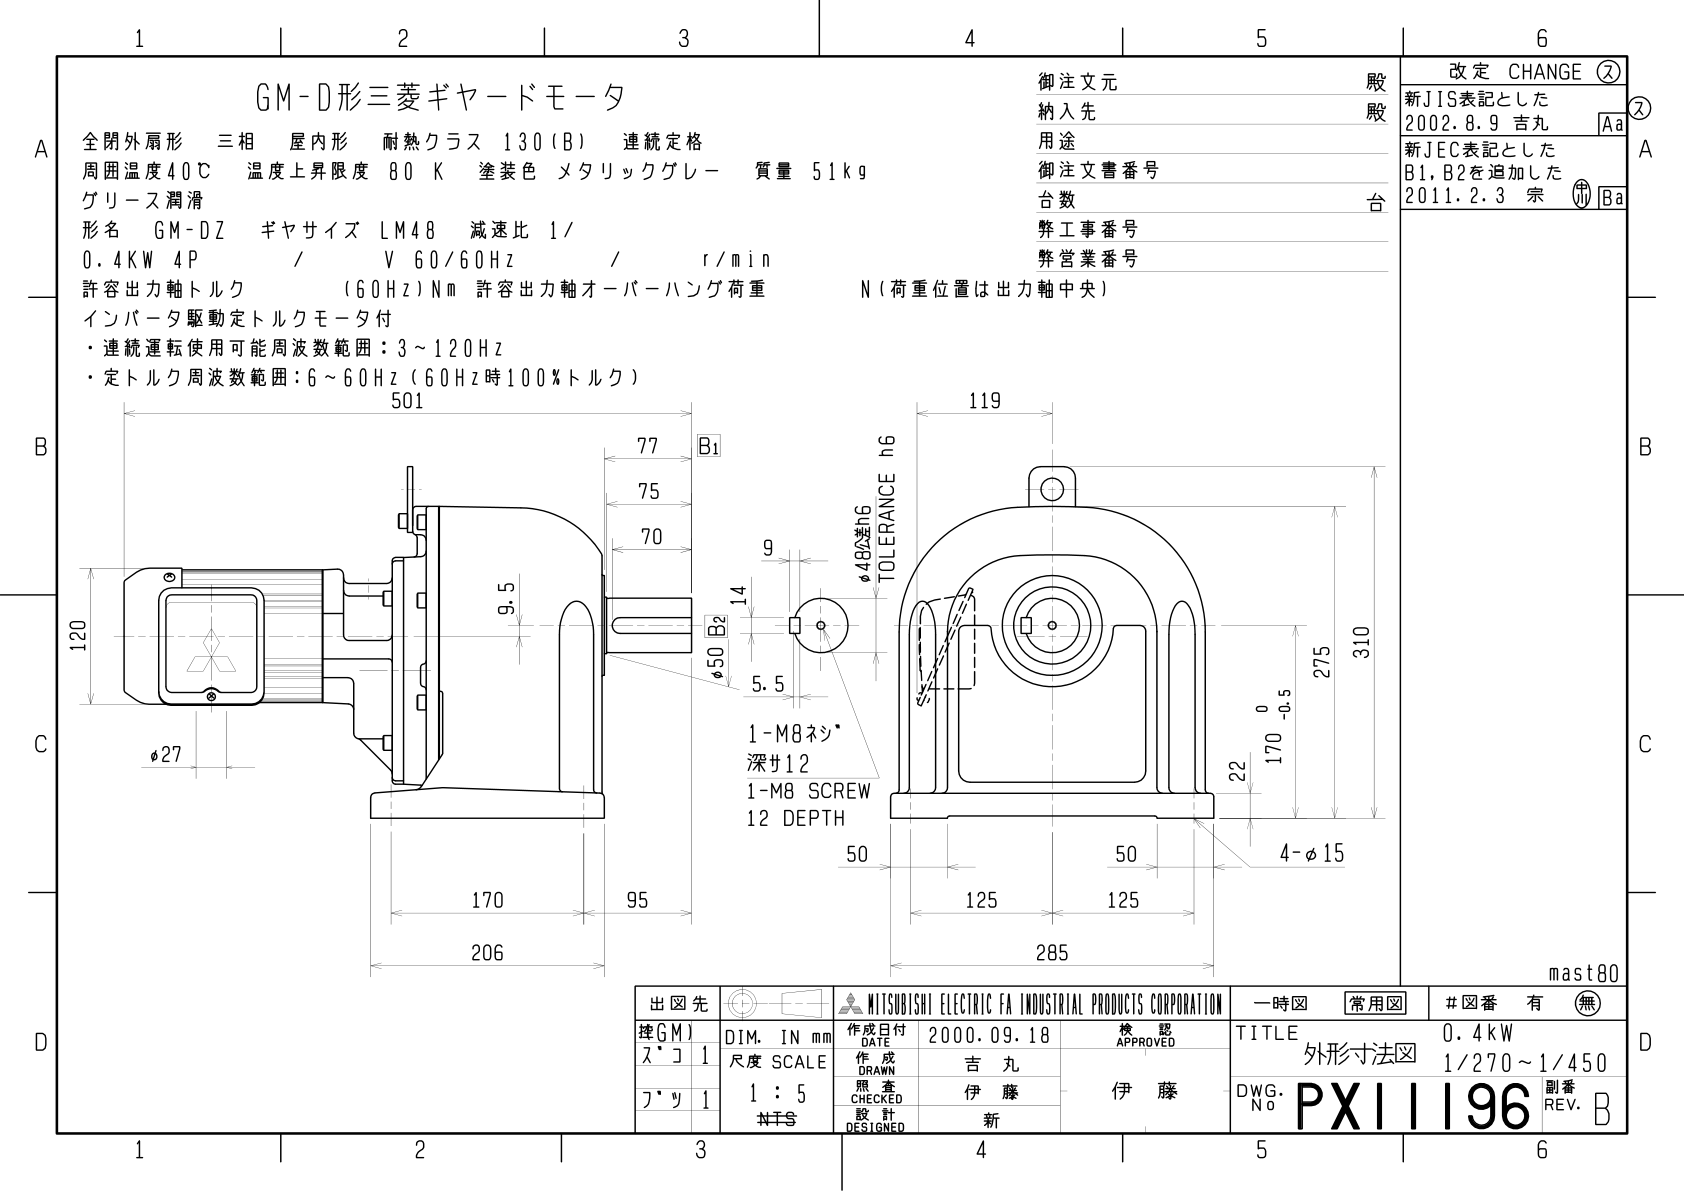 1 2 3 4 5 6
改定 CHANGE ス
新JIS表記とした
2002.8.9 吉丸 Aa
ス
新JEC表記とした
B1,B2を追加した
2011.2.3 宗 Ba
GM-D形三菱ギヤードモータ
全閉外扇形 三相 屋内形 耐熱クラス 130(B) 連続定格
周囲温度40℃ 温度上昇限度 80 K 塗装色 メタリックグレー 質量 51kg
グリース潤滑
形名 GM-DZ ギヤサイズ LM48 減速比 1/
0.4KW 4P / V 60/60Hz / r/min
許容出力軸トルク (60Hz)Nm 許容出力軸オーバーハング荷重 N(荷重位置は出力軸中央)
インバータ駆動定トルクモータ付
・連続運転使用可能周波数範囲:3~120Hz
・定トルク周波数範囲:6~60Hz(60Hz時100%トルク)
御注文元 殿
納入先 殿
用途
御注文書番号
台数 台
弊工事番号
弊営業番号
A A
B B
C C
D D
501
77 B1
75
70
9.5
120
φ27
B2
φ50
170 95
206
9
14
5.5
φ48公差h6
TOLERANCE h6
1-M8ネジ
深サ12
1-M8 SCREW
12 DEPTH
119
310
275
170 0 -0.5
22
50 50
4-φ15
125 125
285
mast80
出図先
GM)
ズコ 1
ブツ 1
DIM. IN mm
尺度 SCALE
1 : 5
NTS
MITSUBISHI ELECTRIC FA INDUSTRIAL PRODUCTS CORPORATION
作成日付 DATE 2000.09.18
作成 DRAWN 吉丸
照査 CHECKED 伊藤
設計 DESIGNED 新
検認 APPROVED
伊藤
一時図 常用図 #図番 有 無
TITLE 外形寸法図
0.4kW
1/270~1/450
DWG. No PX11196
副番 REV. B
1 2 3 4 5 6